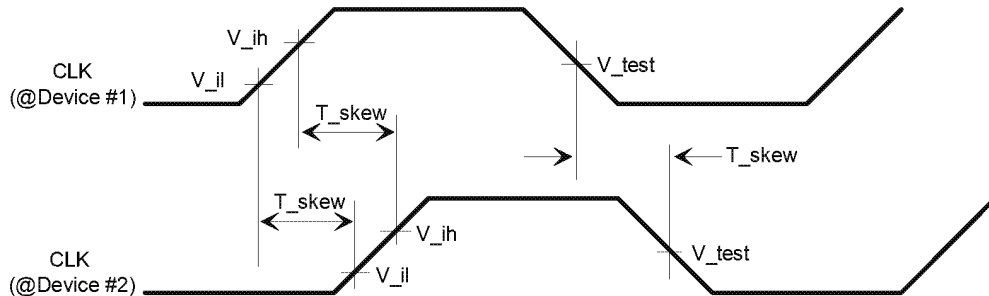 V_ih
V_il
CLK
(@Device #1)
V_test
T_skew
T_skew
T_skew
V_ih
CLK
(@Device #2)
V_il
V_test